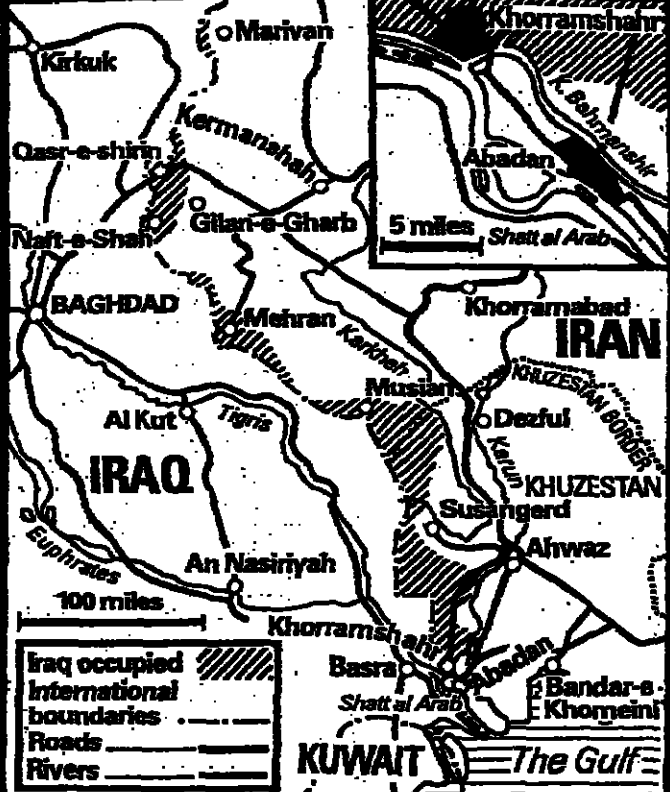 Marivan
Kirkuk
Kermanshah
Qasr-e-shirin
Gilan-e-Gharb
Naft-e-Shah
BAGHDAD
Mehran
Karkheh
Khorramabad
IRAN
KHUZESTAN BORDER
Musian
Dezful
Al Kut
Tigris
Karun
IRAQ
KHUZESTAN
Susangerd
Ahwaz
Euphrates
An Nasiriyah
100 miles
Khorramshahr
Abadan
Basra
Shatt al Arab
Bandar-e
Khomeini
KUWAIT
The Gulf
Iraq occupied
International
boundaries
Roads
Rivers
Khorramshahr
K. Bahmanshir
Abadan
5 miles
Shatt al Arab